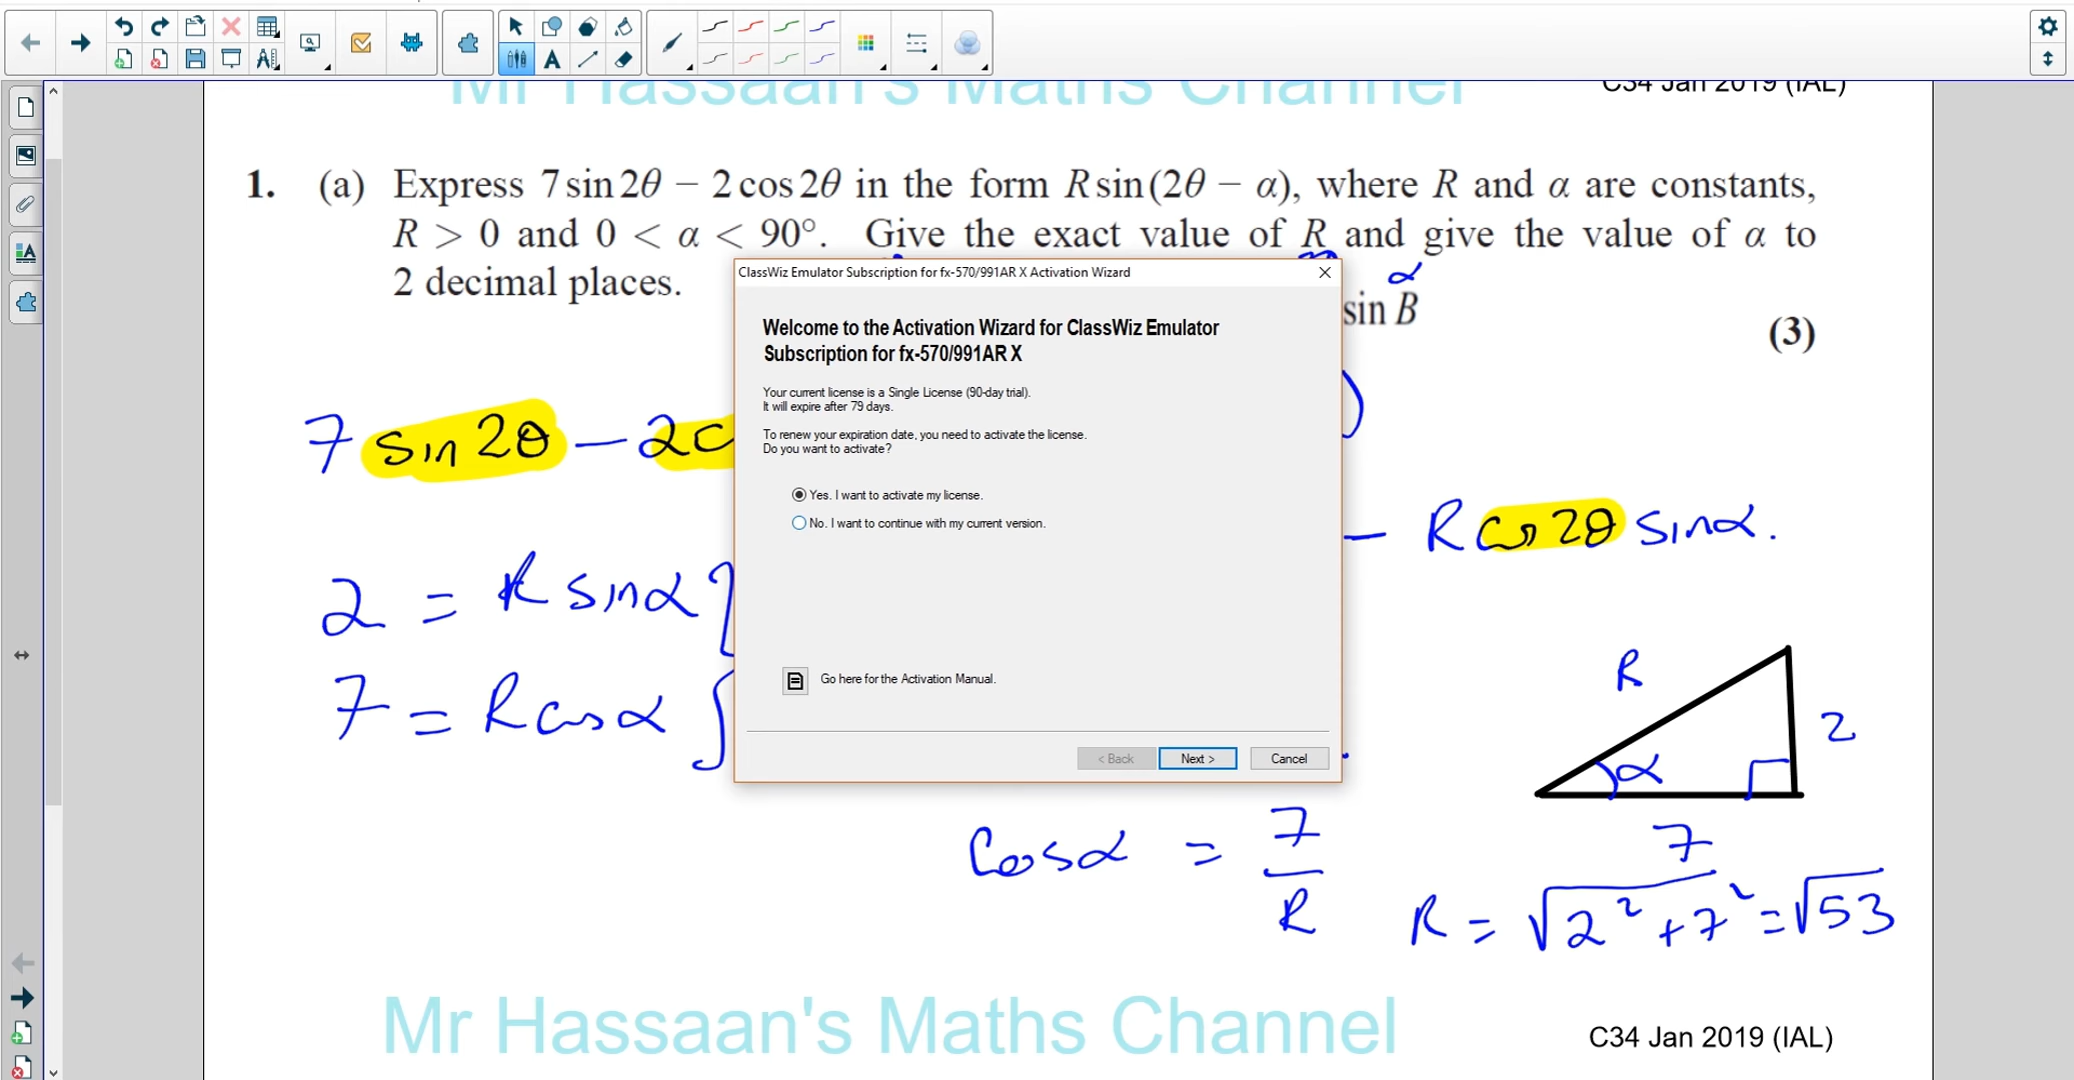 Mr Hassaan's Maths Channel
C34 Jan 2019 (IAL)
1. (a) Express 7 sin 2θ − 2 cos 2θ in the form R sin(2θ − α), where R and α are constants,
R > 0 and 0 < α < 90°. Give the exact value of R and give the value of α to
2 decimal places.
α
sin B
(3)
ClassWiz Emulator Subscription for fx-570/991AR X Activation Wizard
Welcome to the Activation Wizard for ClassWiz Emulator
Subscription for fx-570/991AR X
Your current license is a Single License (90-day trial).
It will expire after 79 days.
To renew your expiration date, you need to activate the license.
Do you want to activate?
Yes. I want to activate my license.
No. I want to continue with my current version.
Go here for the Activation Manual.
< Back
Next >
Cancel
7 sin 2θ − 2c
)
− R cos 2θ sin α.
2 = R sin α
7 = R cos α
R
2
α
7
cos α = 7/R
R = √2² + 7² = √53
Mr Hassaan's Maths Channel
C34 Jan 2019 (IAL)